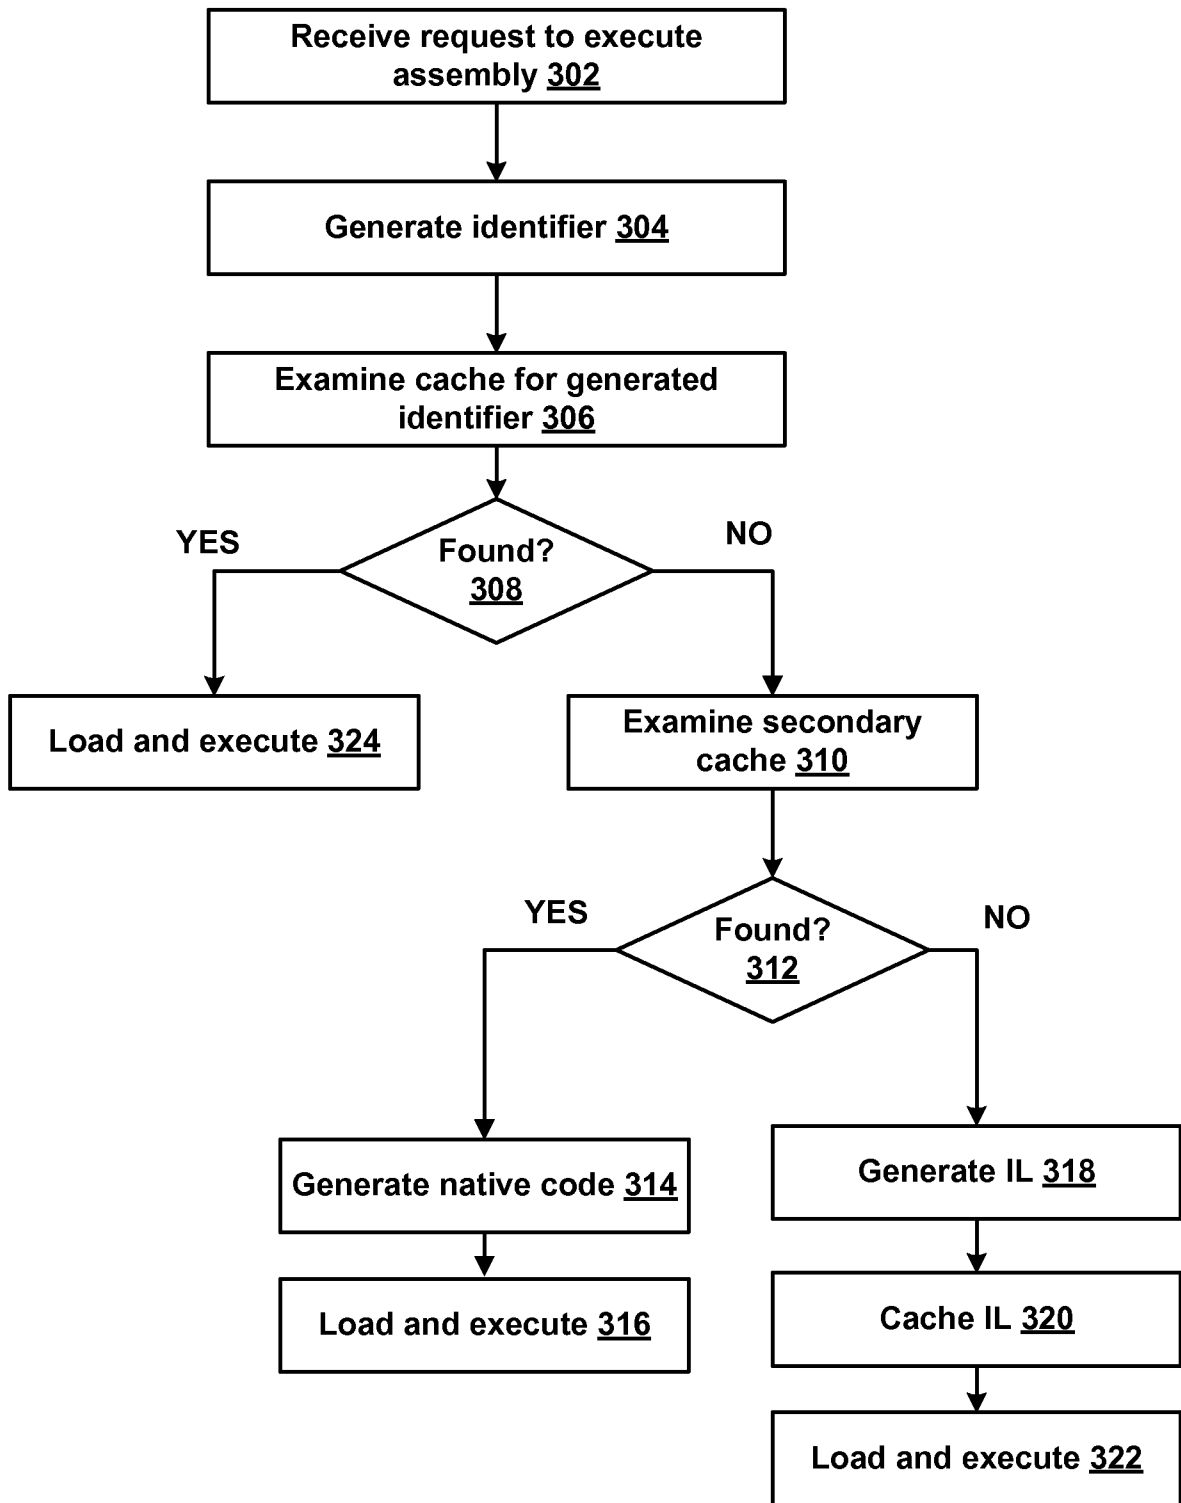 Receive request to execute
assembly 302
Generate identifier 304
Examine cache for generated
identifier 306
YES
NO
Found?
308
Load and execute 324
Examine secondary
cache 310
YES
NO
Found?
312
Generate native code 314
Generate IL 318
Load and execute 316
Cache IL 320
Load and execute 322